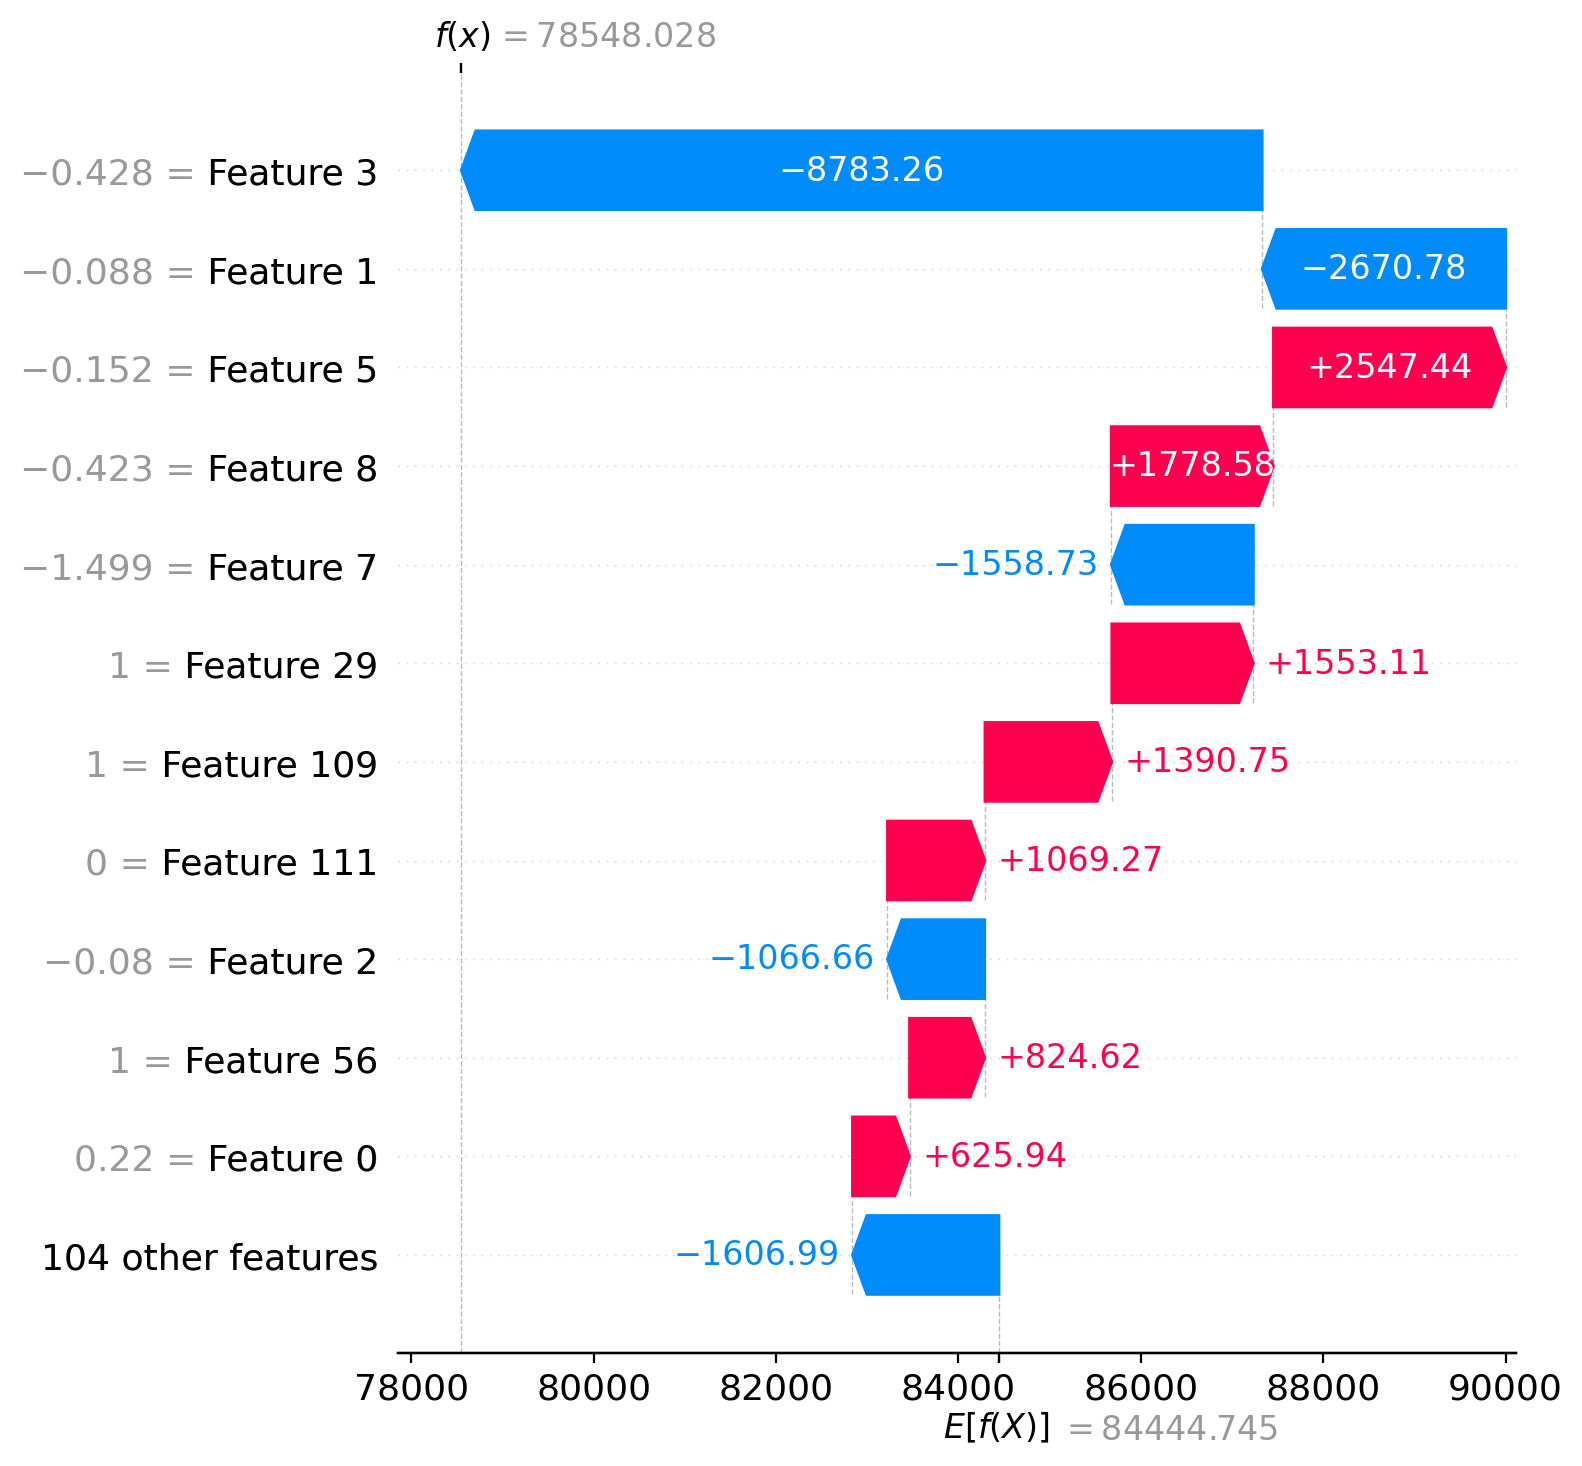 f(x) = 78548.028
−0.428 = Feature 3 −8783.26
−0.088 = Feature 1 −2670.78
−0.152 = Feature 5 +2547.44
−0.423 = Feature 8 +1778.58
−1.499 = Feature 7 −1558.73
1 = Feature 29 +1553.11
1 = Feature 109 +1390.75
0 = Feature 111 +1069.27
−0.08 = Feature 2 −1066.66
1 = Feature 56 +824.62
0.22 = Feature 0 +625.94
104 other features −1606.99
78000 80000 82000 84000 86000 88000 90000
E[f(X)] = 84444.745